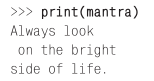 >>> print(mantra)
Always look
 on the bright
side of life.